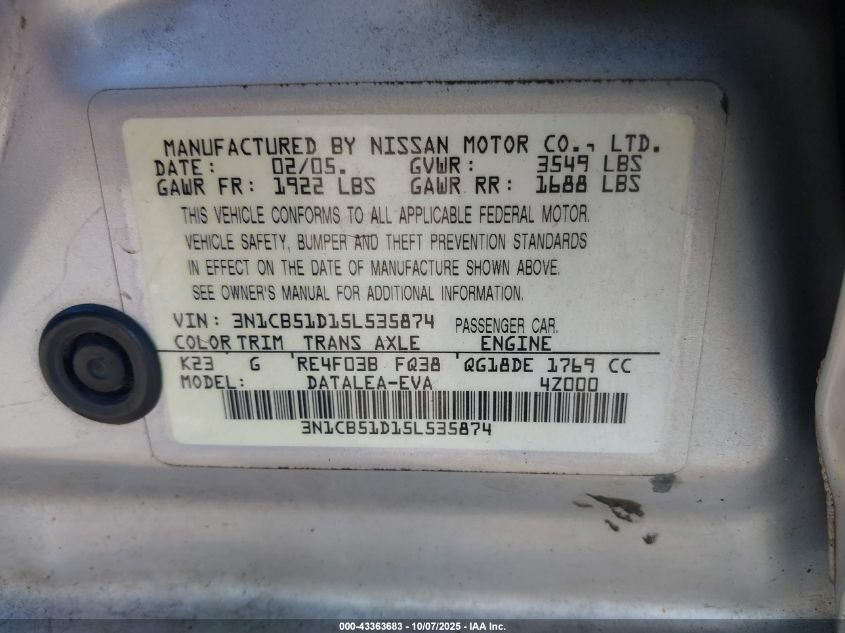 MANUFACTURED BY NISSAN MOTOR CO., LTD.
DATE: 02/05. GVWR: 3549 LBS
GAWR FR: 1922 LBS GAWR RR: 1688 LBS
THIS VEHICLE CONFORMS TO ALL APPLICABLE FEDERAL MOTOR
VEHICLE SAFETY, BUMPER AND THEFT PREVENTION STANDARDS
IN EFFECT ON THE DATE OF MANUFACTURE SHOWN ABOVE.
SEE OWNER'S MANUAL FOR ADDITIONAL INFORMATION.
VIN: 3N1CB51D15L535874 PASSENGER CAR.
COLOR TRIM TRANS AXLE ENGINE
K23 G RE4F03B FQ38 QG18DE 1769 CC
MODEL: DATALEA-EVA 4Z000
3N1CB51D15L535874
000-43363683 - 10/07/2025 - IAA Inc.